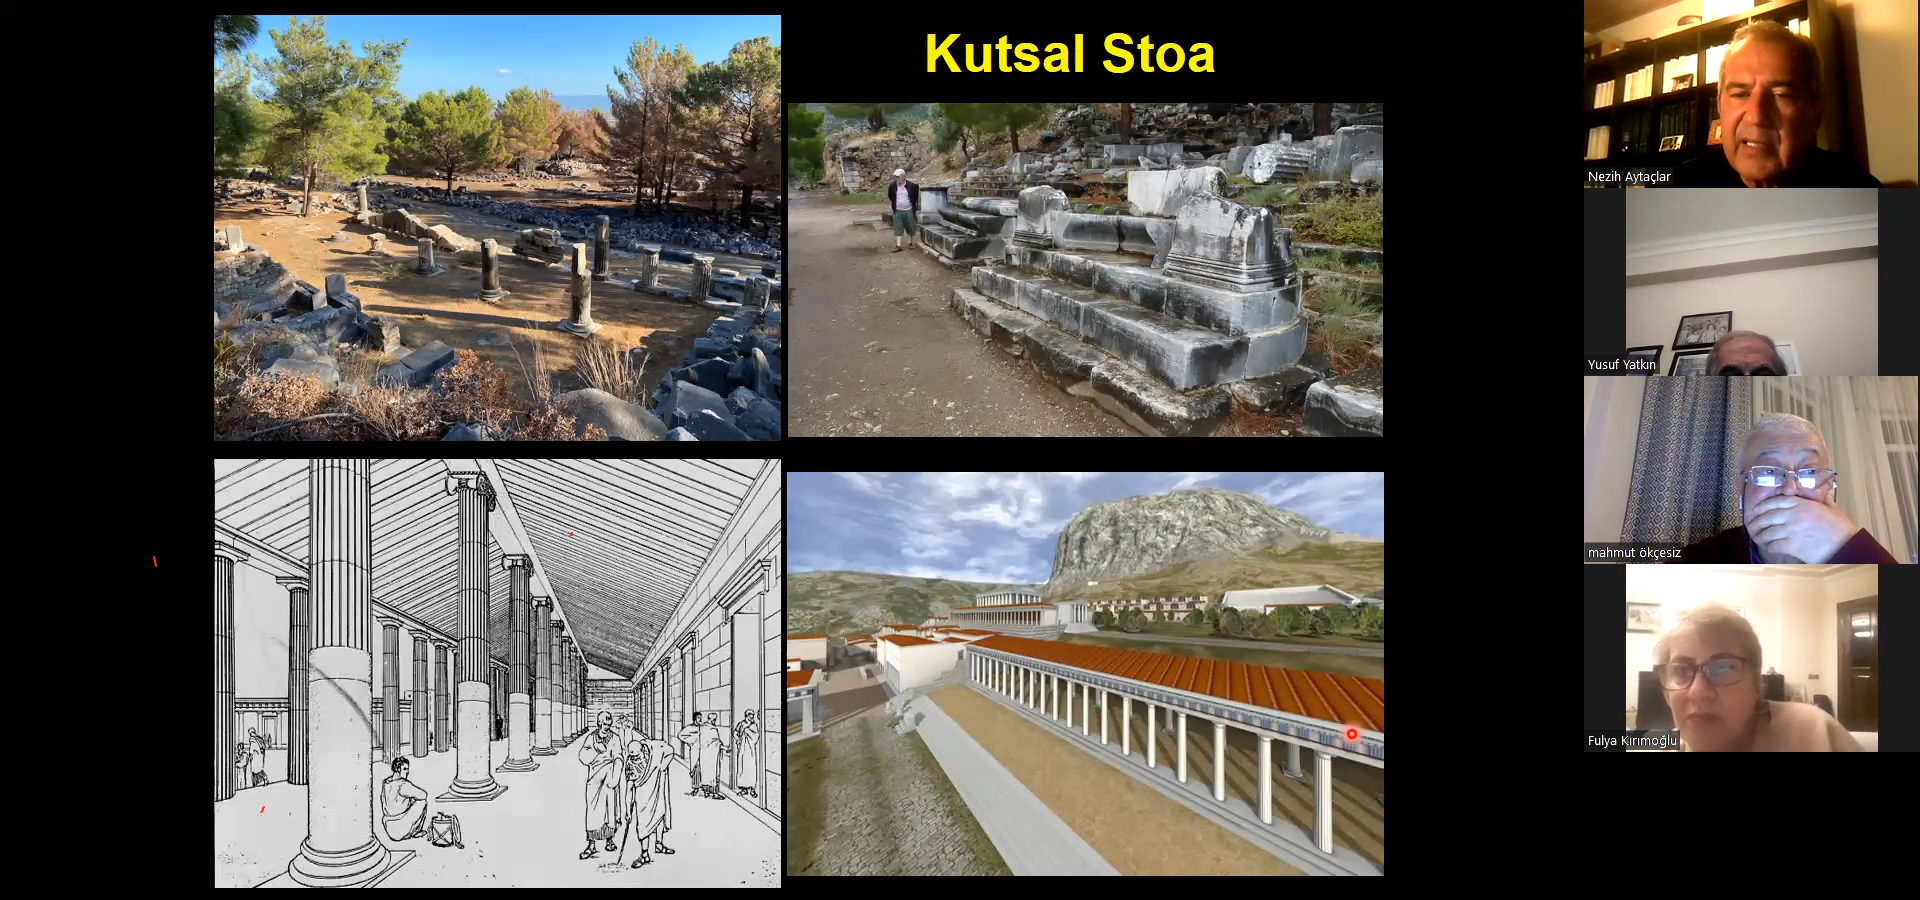 Kutsal Stoa
Nezih Aytaçlar
Yusuf Yatkın
mahmut ökçesiz
Fulya Kırımoğlu